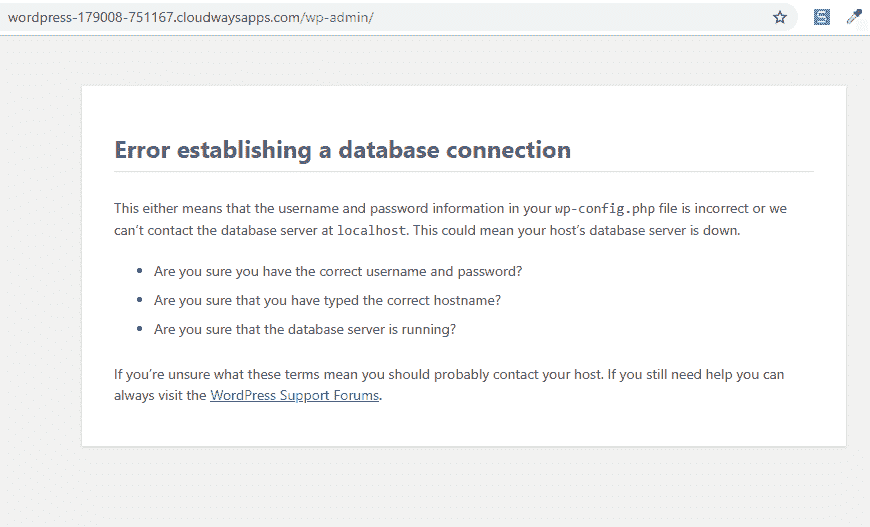 wordpress-179008-751167.cloudwaysapps.com/wp-admin/
Error establishing a database connection
This either means that the username and password information in your wp-config.php file is incorrect or we
can’t contact the database server at localhost. This could mean your host’s database server is down.
Are you sure you have the correct username and password?
Are you sure that you have typed the correct hostname?
Are you sure that the database server is running?
If you’re unsure what these terms mean you should probably contact your host. If you still need help you can
always visit the WordPress Support Forums.